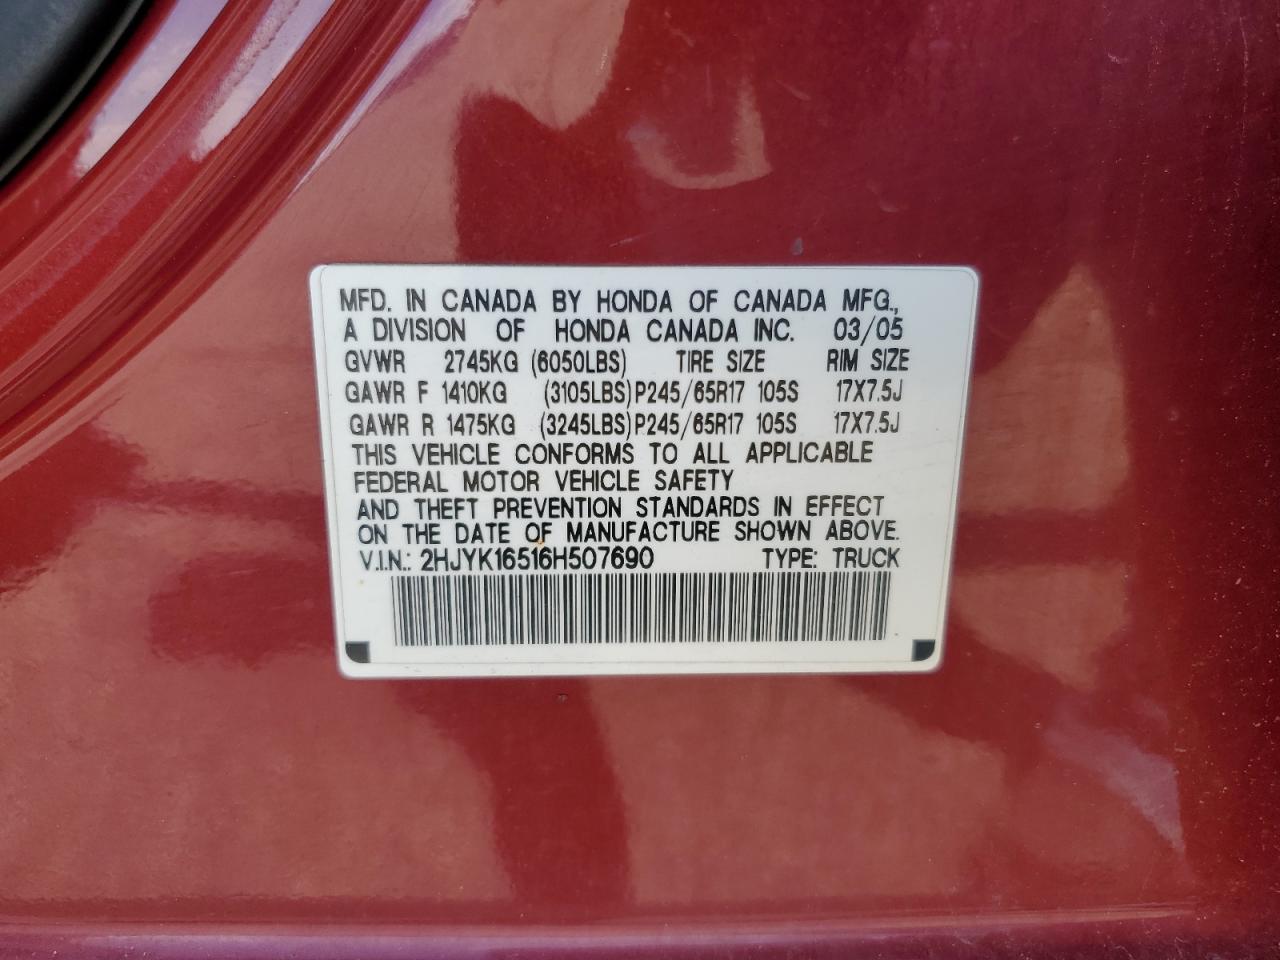 MFD. IN CANADA BY HONDA OF CANADA MFG.,
A DIVISION OF HONDA CANADA INC. 03/05
GVWR 2745KG (6050LBS) TIRE SIZE RIM SIZE
GAWR F 1410KG (3105LBS) P245/65R17 105S 17X7.5J
GAWR R 1475KG (3245LBS) P245/65R17 105S 17X7.5J
THIS VEHICLE CONFORMS TO ALL APPLICABLE
FEDERAL MOTOR VEHICLE SAFETY
AND THEFT PREVENTION STANDARDS IN EFFECT
ON THE DATE OF MANUFACTURE SHOWN ABOVE.
V.I.N.: 2HJYK16516H507690 TYPE: TRUCK